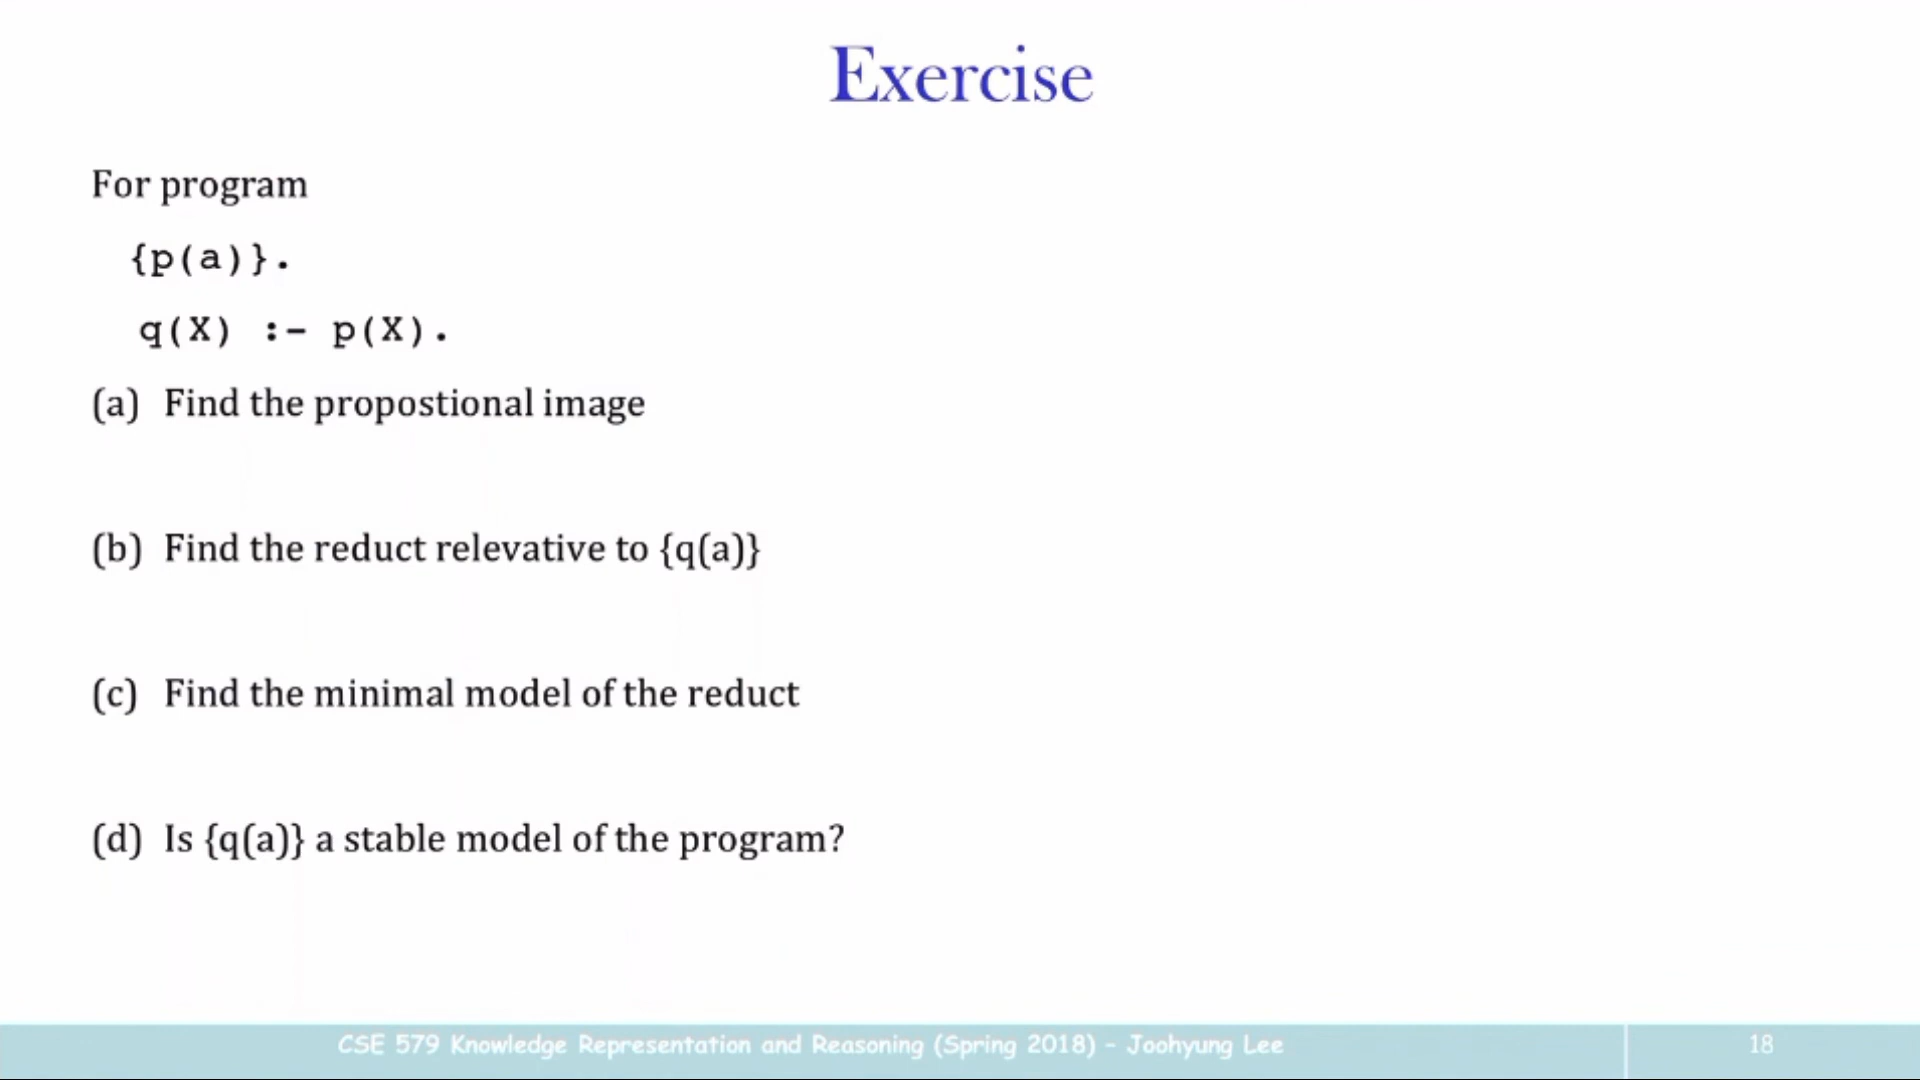 Exercise
For program
{p(a)}.
q(X) :- p(X).
(a) Find the propostional image
(b) Find the reduct relevative to {q(a)}
(c) Find the minimal model of the reduct
(d) Is {q(a)} a stable model of the program?
CSE 579 Knowledge Representation and Reasoning (Spring 2018) - Joohyung Lee
18